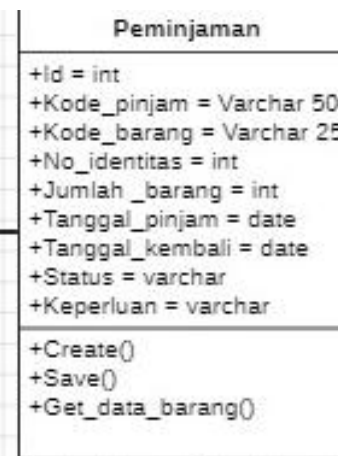 Peminjaman
+Id = int
+Kode_pinjam = Varchar 50
+Kode_barang = Varchar 25
+No_identitas = int
+Jumlah _barang = int
+Tanggal_pinjam = date
+Tanggal_kembali = date
+Status = varchar
+Keperluan = varchar
+Create()
+Save()
+Get_data_barang()